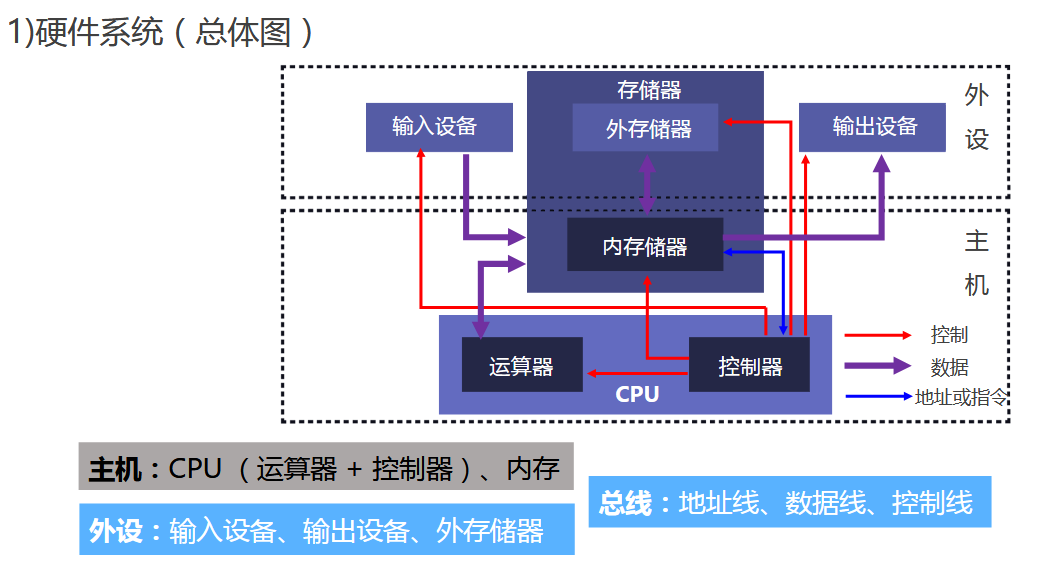 1)硬件系统（总体图）
外
设
存储器
输入设备
外存储器
输出设备
主
机
内存储器
控制
运算器
控制器
数据
CPU
地址或指令
主机：CPU（运算器 + 控制器）、内存
总线：地址线、数据线、控制线
外设：输入设备、输出设备、外存储器